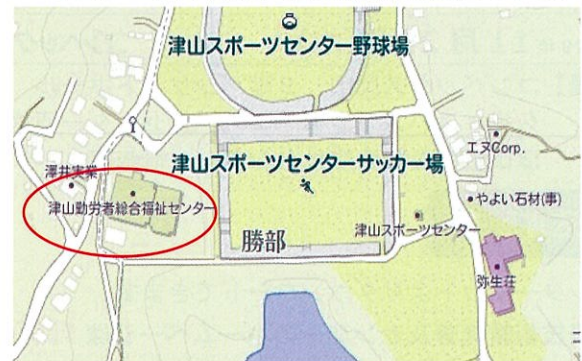 津山スポーツセンター野球場
エヌCorp.
澤井実業
津山スポーツセンターサッカー場
津山勤労者総合福祉センター
やよい石材(事)
津山スポーツセンター
勝部
弥生荘